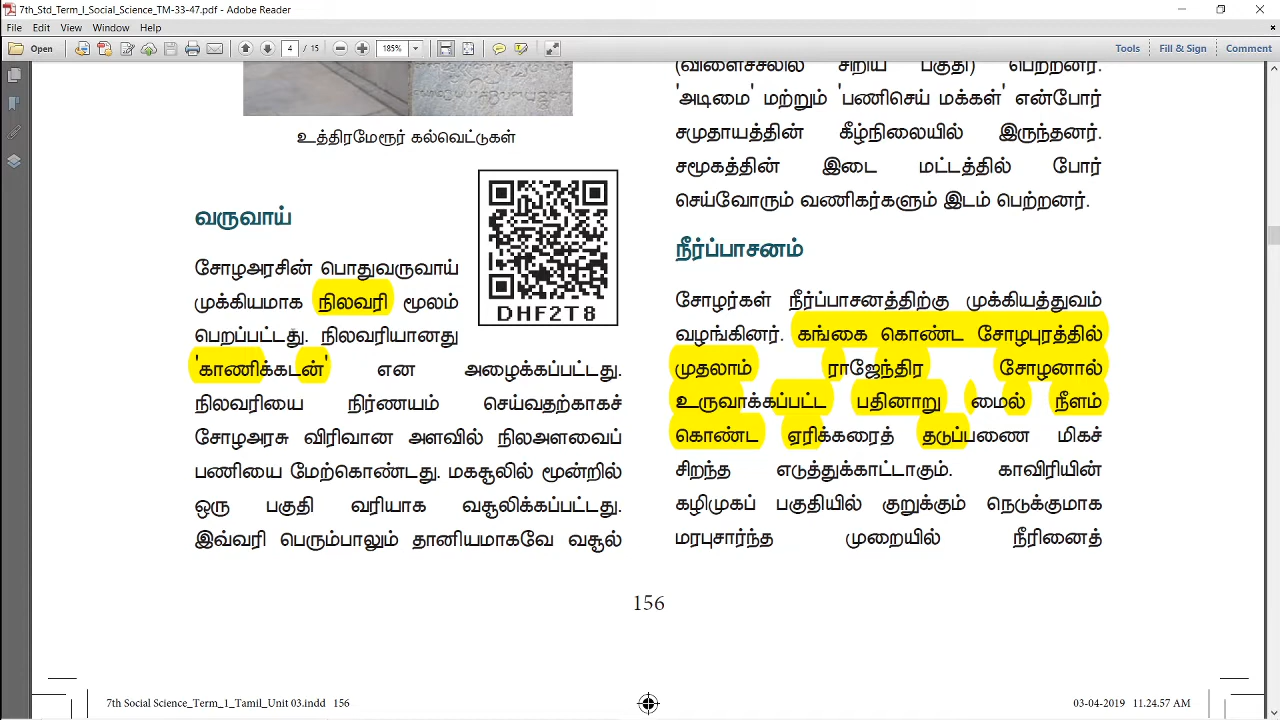 7th_Std_Term_I_Social_Science_TM-33-47.pdf - Adobe Reader
File Edit View Window Help
Open 4 / 15 185% Tools Fill & Sign Comment
உத்திரமேரூர் கல்வெட்டுகள்
வருவாய்
DHF2T8
சோழஅரசின் பொதுவருவாய்
முக்கியமாக நிலவரி மூலம்
பெறப்பட்டது. நிலவரியானது
'காணிக்கடன்' என அழைக்கப்பட்டது.
நிலவரியை நிர்ணயம் செய்வதற்காகச்
சோழஅரசு விரிவான அளவில் நிலஅளவைப்
பணியை மேற்கொண்டது. மகசூலில் மூன்றில்
ஒரு பகுதி வரியாக வசூலிக்கப்பட்டது.
இவ்வரி பெரும்பாலும் தானியமாகவே வசூல்
(விளைச்சலில் சிறிய பகுதி) பெற்றனர்.
'அடிமை' மற்றும் 'பணிசெய் மக்கள்' என்போர்
சமுதாயத்தின் கீழ்நிலையில் இருந்தனர்.
சமூகத்தின் இடை மட்டத்தில் போர்
செய்வோரும் வணிகர்களும் இடம் பெற்றனர்.
நீர்ப்பாசனம்
சோழர்கள் நீர்ப்பாசனத்திற்கு முக்கியத்துவம்
வழங்கினர். கங்கை கொண்ட சோழபுரத்தில்
முதலாம் ராஜேந்திர சோழனால்
உருவாக்கப்பட்ட பதினாறு மைல் நீளம்
கொண்ட ஏரிக்கரைத் தடுப்பணை மிகச்
சிறந்த எடுத்துக்காட்டாகும். காவிரியின்
கழிமுகப் பகுதியில் குறுக்கும் நெடுக்குமாக
மரபுசார்ந்த முறையில் நீரினைத்
156
7th Social Science_Term_1_Tamil_Unit 03.indd 156 03-04-2019 11.24.57 AM